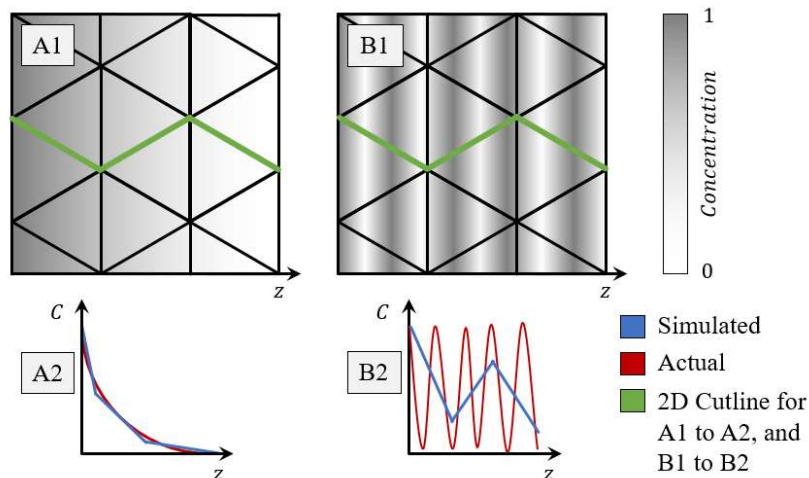 A1
B1
1
Concentration
0
z
z
C
A2
z
C
B2
z
Simulated
Actual
2D Cutline for
A1 to A2, and
B1 to B2